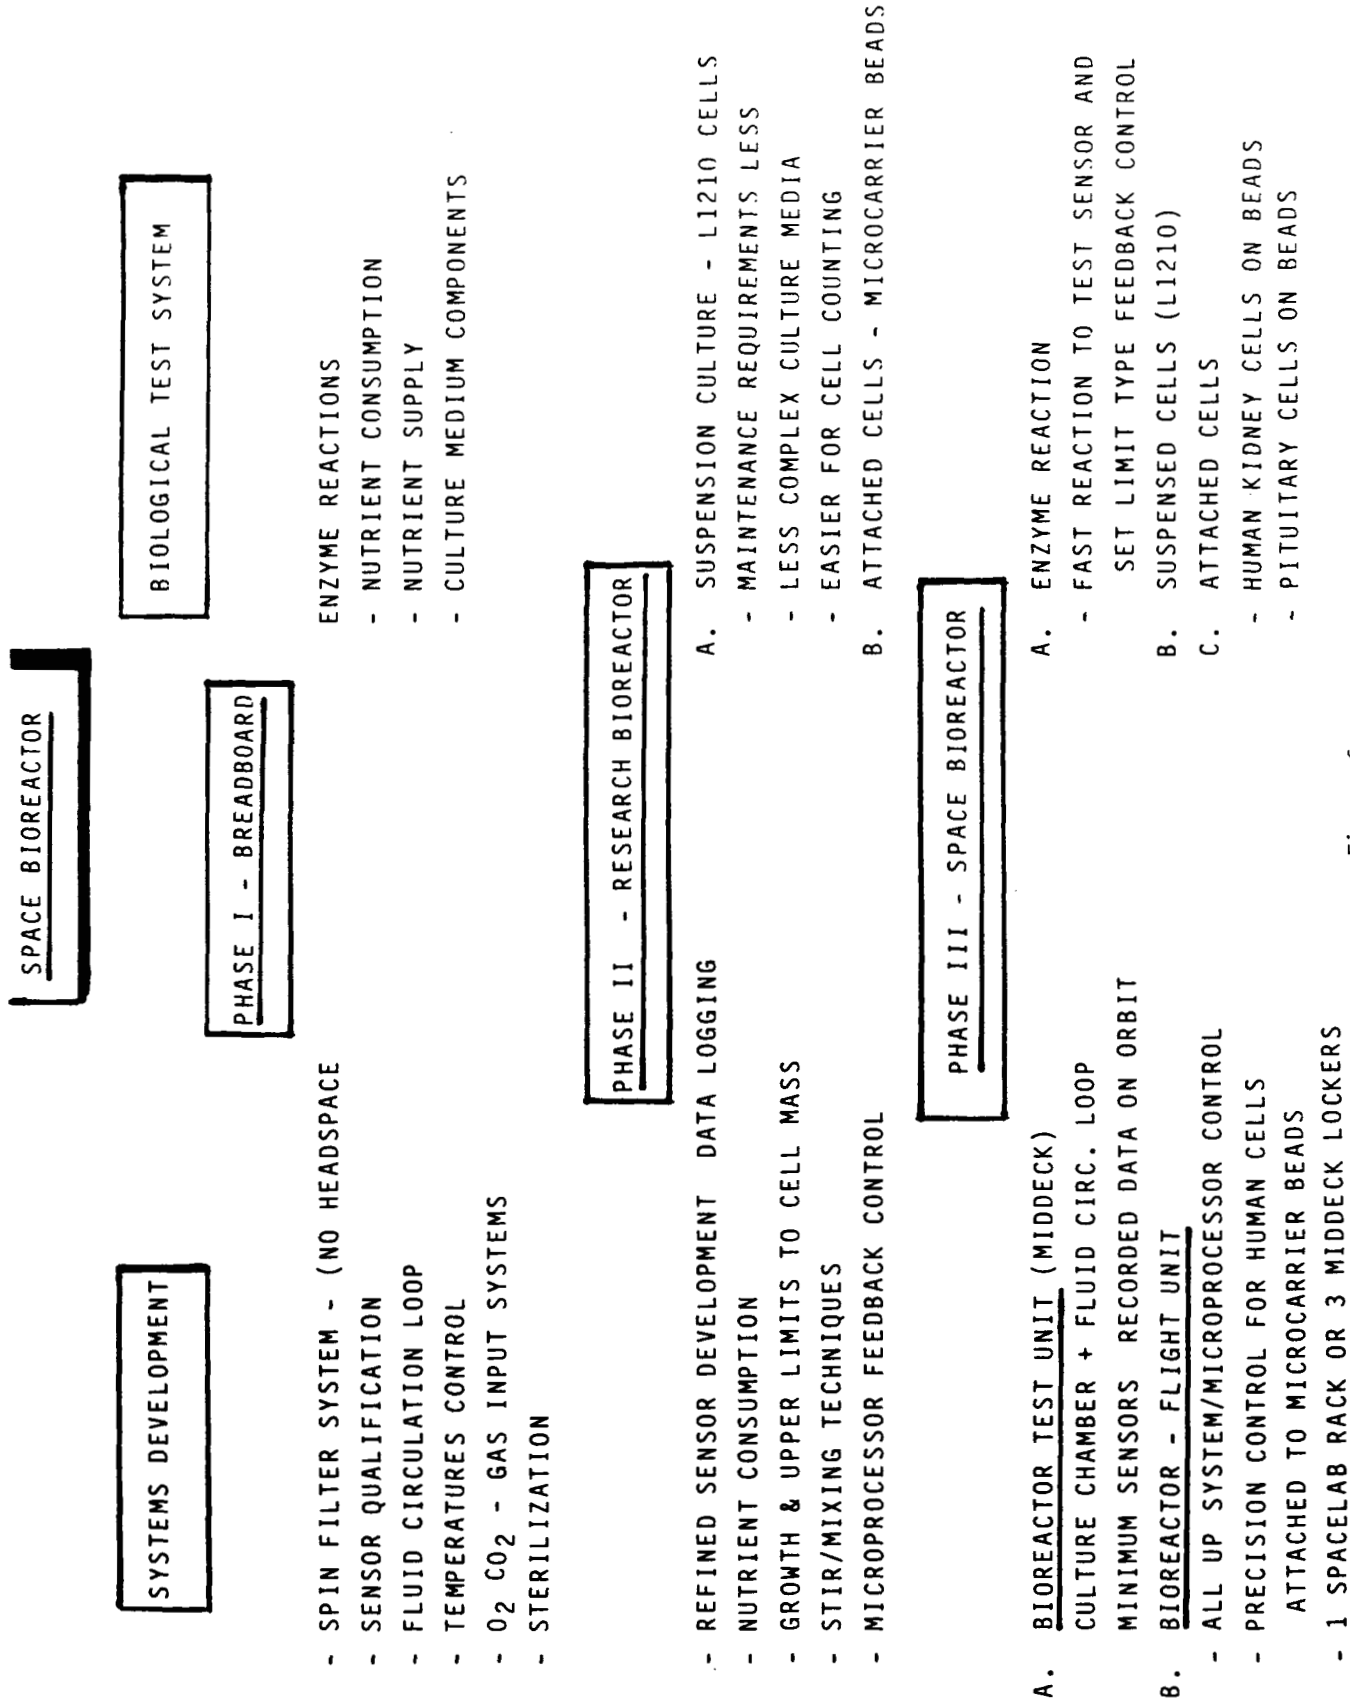 SPACE BIOREACTOR
SYSTEMS DEVELOPMENT
BIOLOGICAL TEST SYSTEM
PHASE I - BREADBOARD
- SPIN FILTER SYSTEM - (NO HEADSPACE
- SENSOR QUALIFICATION
- FLUID CIRCULATION LOOP
- TEMPERATURES CONTROL
- O2 CO2 - GAS INPUT SYSTEMS
- STERILIZATION
ENZYME REACTIONS
- NUTRIENT CONSUMPTION
- NUTRIENT SUPPLY
- CULTURE MEDIUM COMPONENTS
PHASE II - RESEARCH BIOREACTOR
- REFINED SENSOR DEVELOPMENT DATA LOGGING
- NUTRIENT CONSUMPTION
- GROWTH & UPPER LIMITS TO CELL MASS
- STIR/MIXING TECHNIQUES
- MICROPROCESSOR FEEDBACK CONTROL
A. SUSPENSION CULTURE - L1210 CELLS
- MAINTENANCE REQUIREMENTS LESS
- LESS COMPLEX CULTURE MEDIA
- EASIER FOR CELL COUNTING
B. ATTACHED CELLS - MICROCARRIER BEADS
PHASE III - SPACE BIOREACTOR
A. BIOREACTOR TEST UNIT (MIDDECK)
CULTURE CHAMBER + FLUID CIRC. LOOP
MINIMUM SENSORS RECORDED DATA ON ORBIT
B. BIOREACTOR - FLIGHT UNIT
- ALL UP SYSTEM/MICROPROCESSOR CONTROL
- PRECISION CONTROL FOR HUMAN CELLS
ATTACHED TO MICROCARRIER BEADS
- 1 SPACELAB RACK OR 3 MIDDECK LOCKERS
A. ENZYME REACTION
- FAST REACTION TO TEST SENSOR AND
SET LIMIT TYPE FEEDBACK CONTROL
B. SUSPENSED CELLS (L1210)
C. ATTACHED CELLS
- HUMAN KIDNEY CELLS ON BEADS
- PITUITARY CELLS ON BEADS